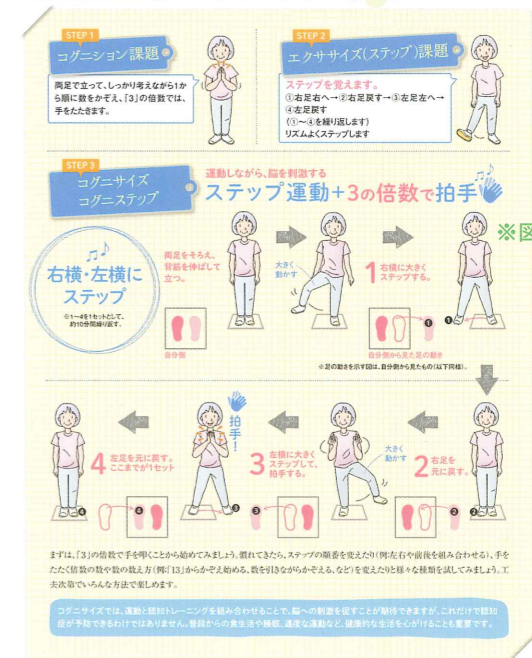 STEP 1
コグニション課題
両足で立って、しっかり考えながら1か
ら順に数をかぞえ、「3」の倍数では、
手をたたきます。
STEP 2
エクササイズ(ステップ)課題
ステップを覚えます。
①右足右へ→②右足戻す→③左足左へ→
④左足戻す
(①〜④を繰り返します)
リズムよくステップします
STEP 3
コグニサイズ
コグニステップ
運動しながら、脳を刺激する
ステップ運動+3の倍数で拍手
※図
右横・左横に
ステップ
※1〜4を1セットとして、
約10分間繰り返す。
両足をそろえ、
背筋を伸ばして
立つ。
自分側
大きく
動かす
1 右横に大きく
ステップする。
①
①
自分側から見た足の動き
※足の動きを示す図は、自分側から見たもの(以下同様)。
2 右足を
元に戻す。
②
②
大きく
動かす
3 左横に大きく
ステップして、
拍手する。
拍手!
③
③
4 左足を元に戻す。
ここまでが1セット
④
④
まずは、「3」の倍数で手を叩くことから始めてみましょう。慣れてきたら、ステップの順番を変えたり(例:左右や前後を組み合わせる)、手を
たたく倍数の数や数の数え方(例:「13」からかぞえ始める、数を引きながらかぞえる、など)を変えたりと様々な種類を試してみましょう。工
夫次第でいろんな方法で楽しめます。
コグニサイズでは、運動と認知トレーニングを組み合わせることで、脳への刺激を促すことが期待できますが、これだけで認知
症が予防できるわけではありません。普段からの食生活や睡眠、適度な運動など、健康的な生活を心がけることも重要です。